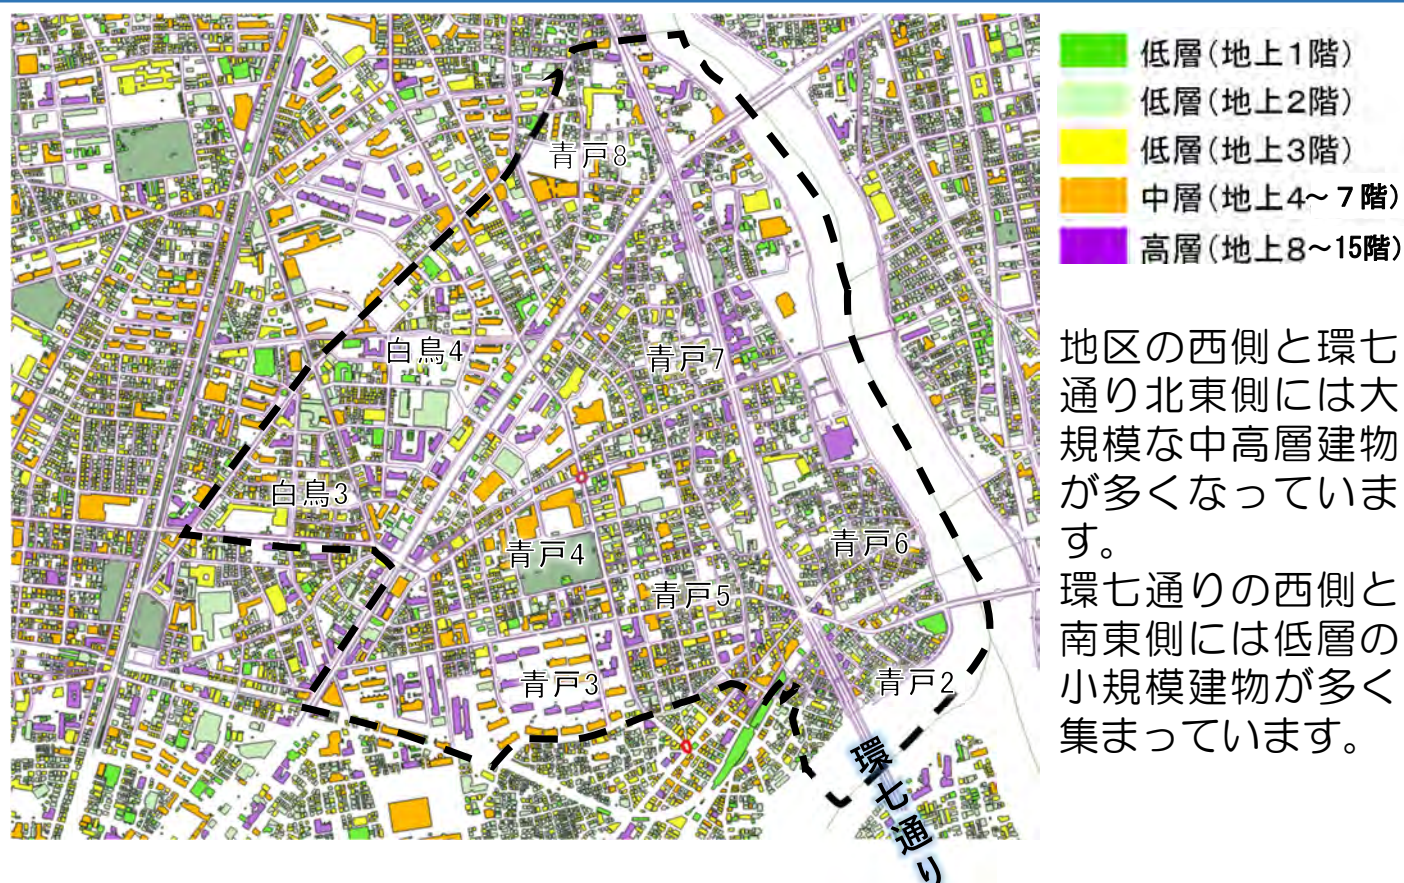 低層(地上1階)
低層(地上2階)
低層(地上3階)
中層(地上4~７階)
高層(地上8~15階)
地区の西側と環七
通り北東側には大
規模な中高層建物
が多くなっていま
す。
環七通りの西側と
南東側には低層の
小規模建物が多く
集まっています。
青戸8
白鳥4
青戸7
白鳥3
青戸4
青戸6
青戸5
青戸3
青戸2
環七通り